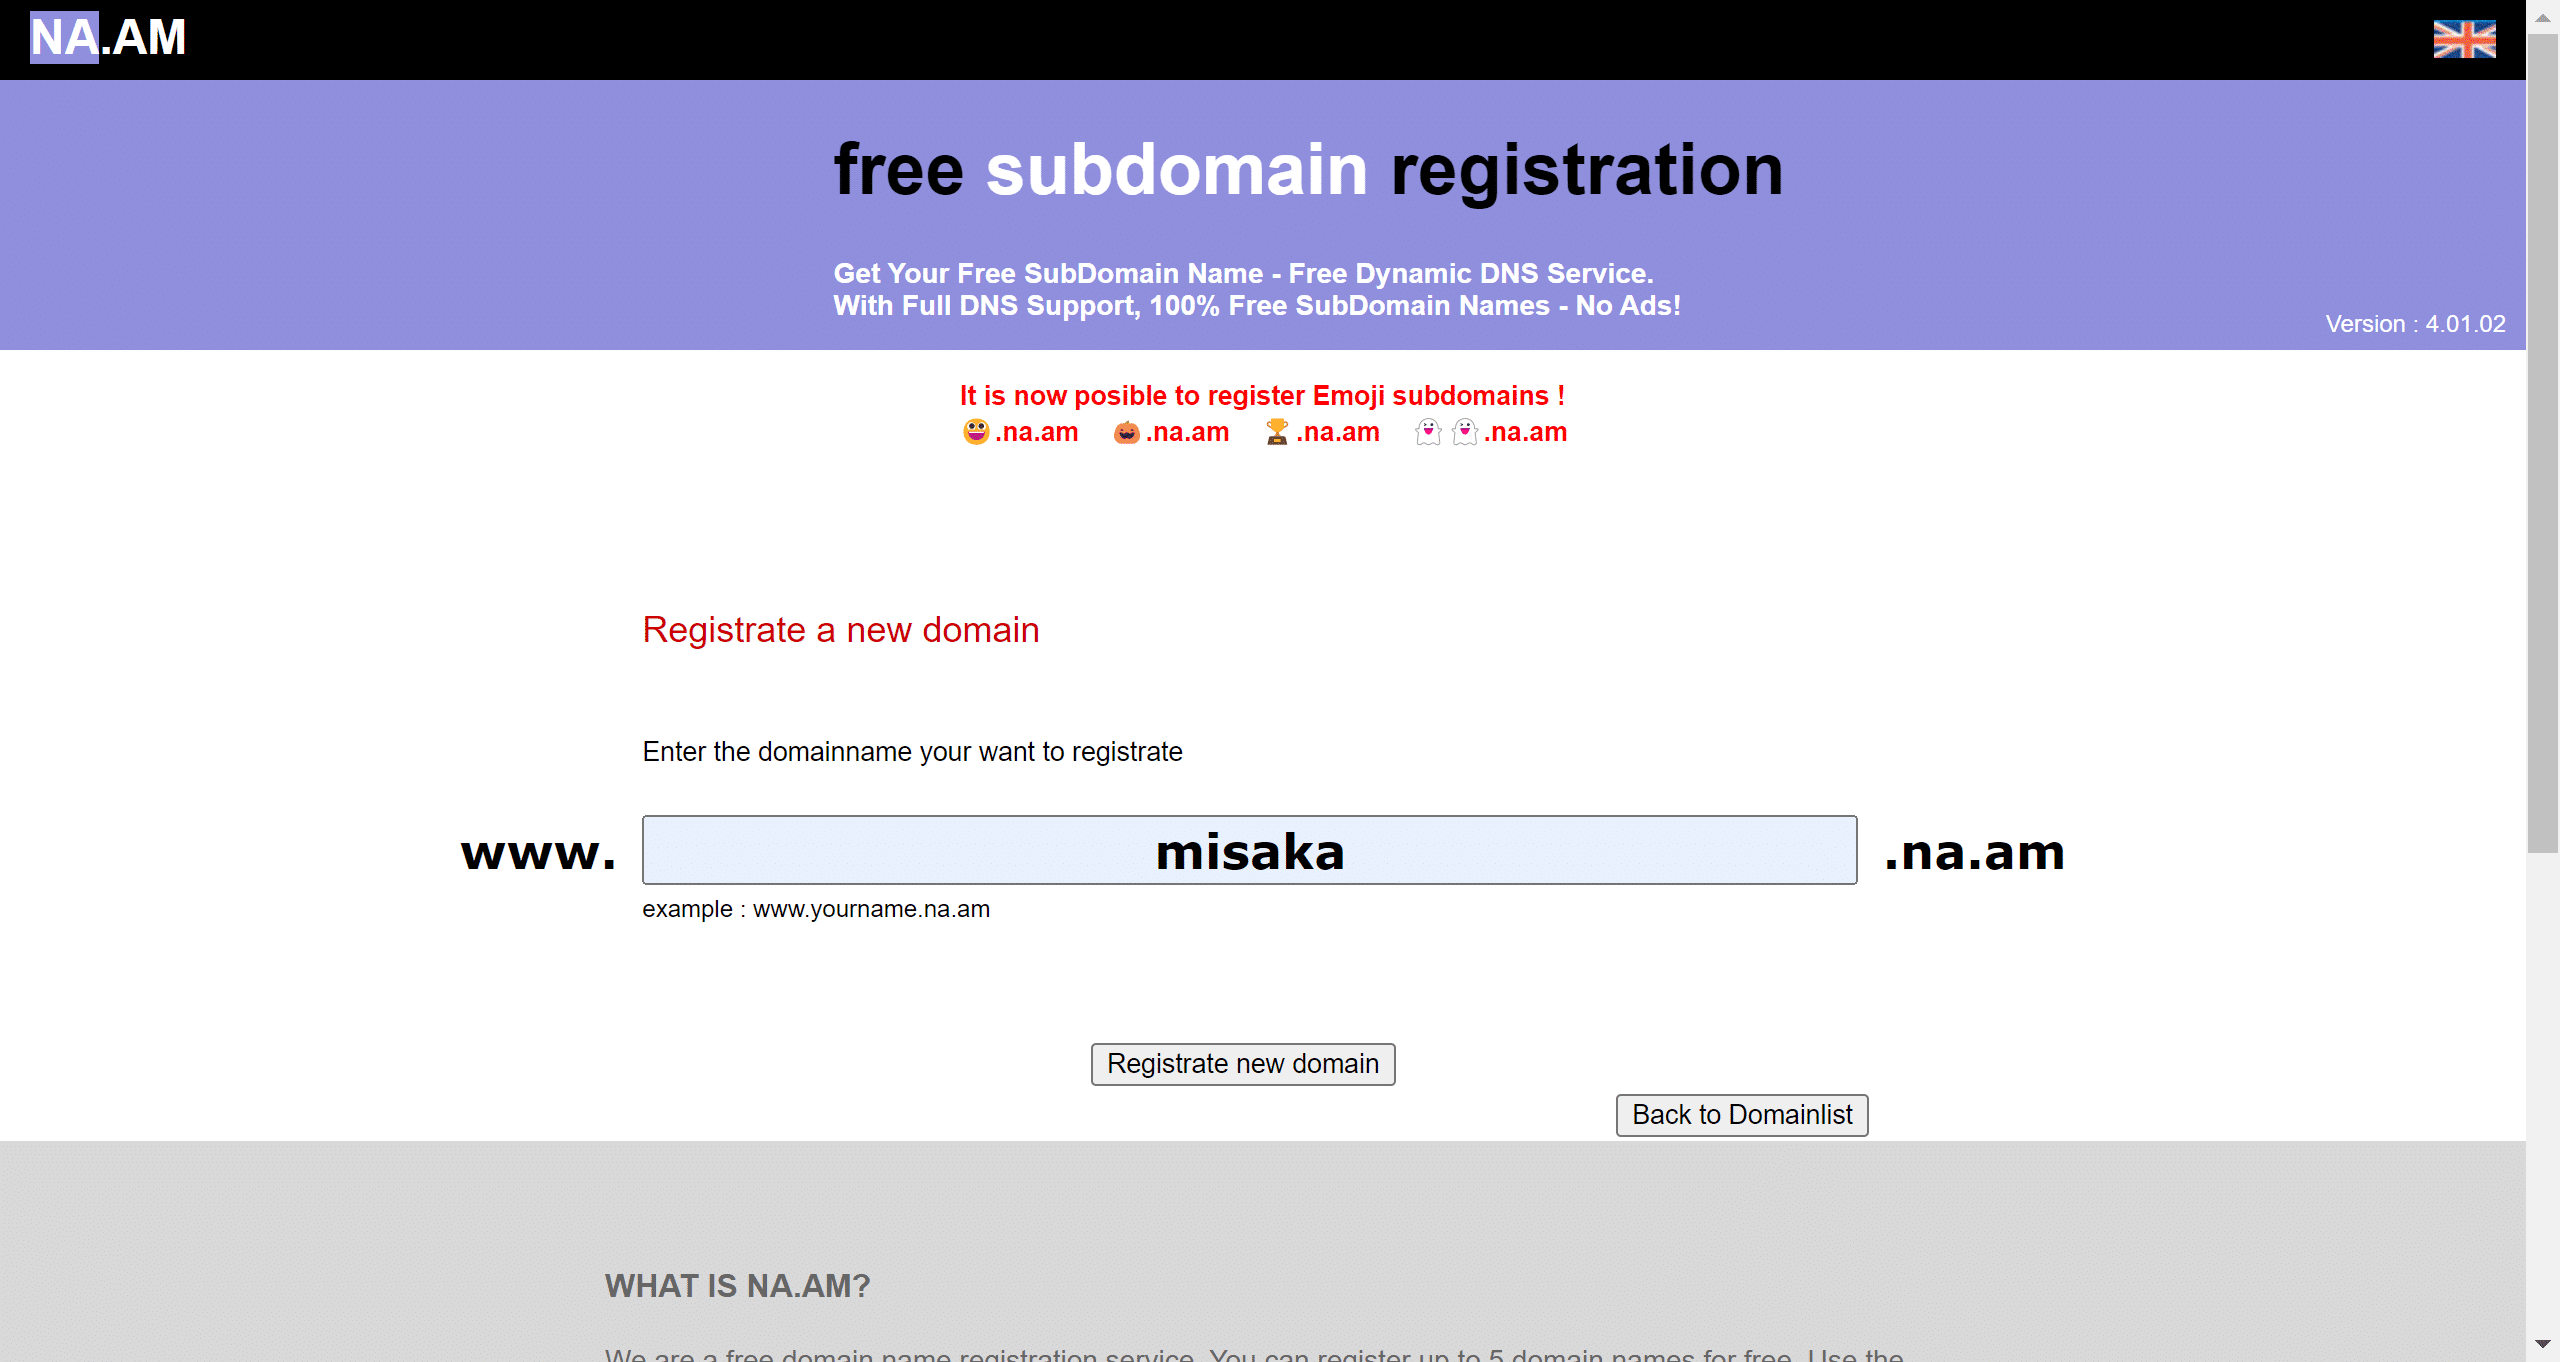 NA.AM
free subdomain registration
Get Your Free SubDomain Name - Free Dynamic DNS Service.
With Full DNS Support, 100% Free SubDomain Names - No Ads!
Version : 4.01.02
It is now posible to register Emoji subdomains !
😀.na.am 🎃.na.am 🏆.na.am 👻👻.na.am
Registrate a new domain
Enter the domainname your want to registrate
www. misaka .na.am
example : www.yourname.na.am
Registrate new domain
Back to Domainlist
WHAT IS NA.AM?
We are a free domain name registration service. You can register up to 5 domain names for free. Use the